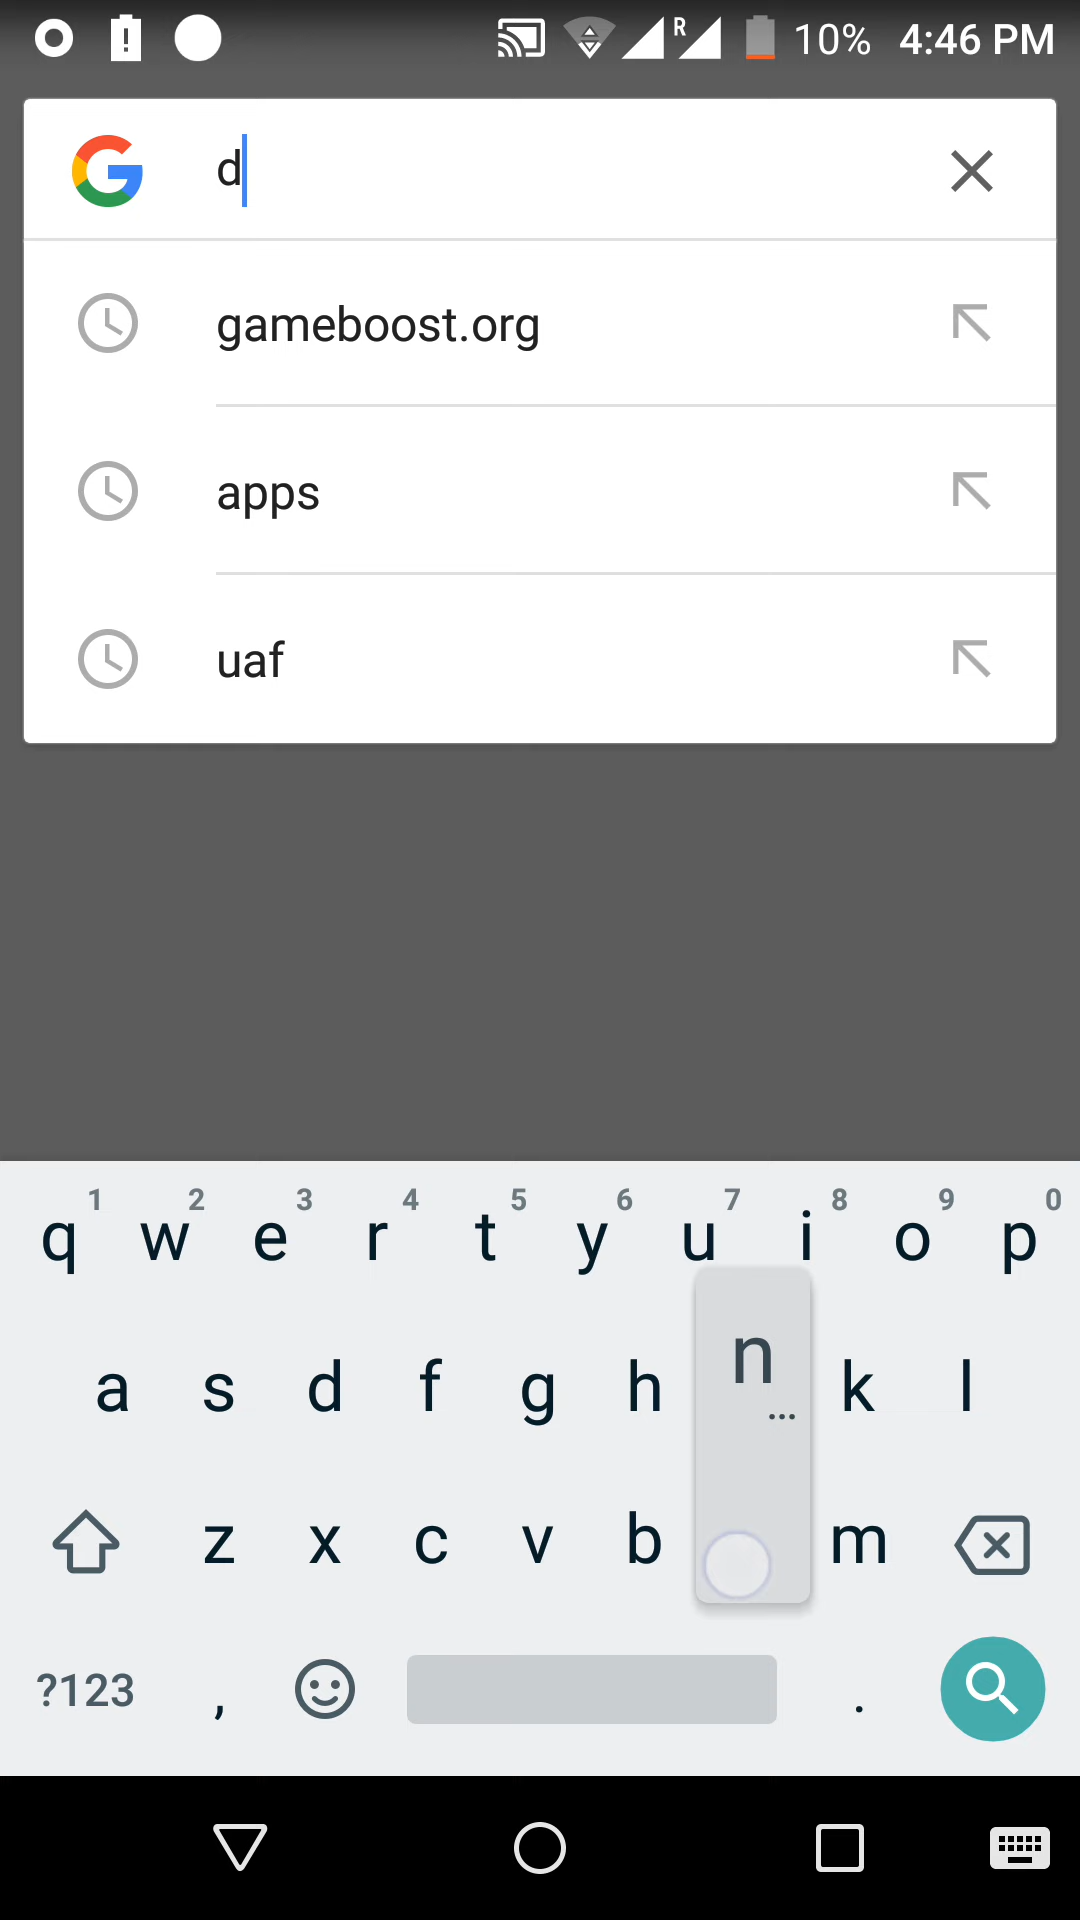 R 10% 4:46 PM
d
gameboost.org
apps
uaf
1 2 3 4 5 6 7 8 9 0
q w e r t y u i o p
a s d f g h n k l
...
z x c v b m
?123 , .